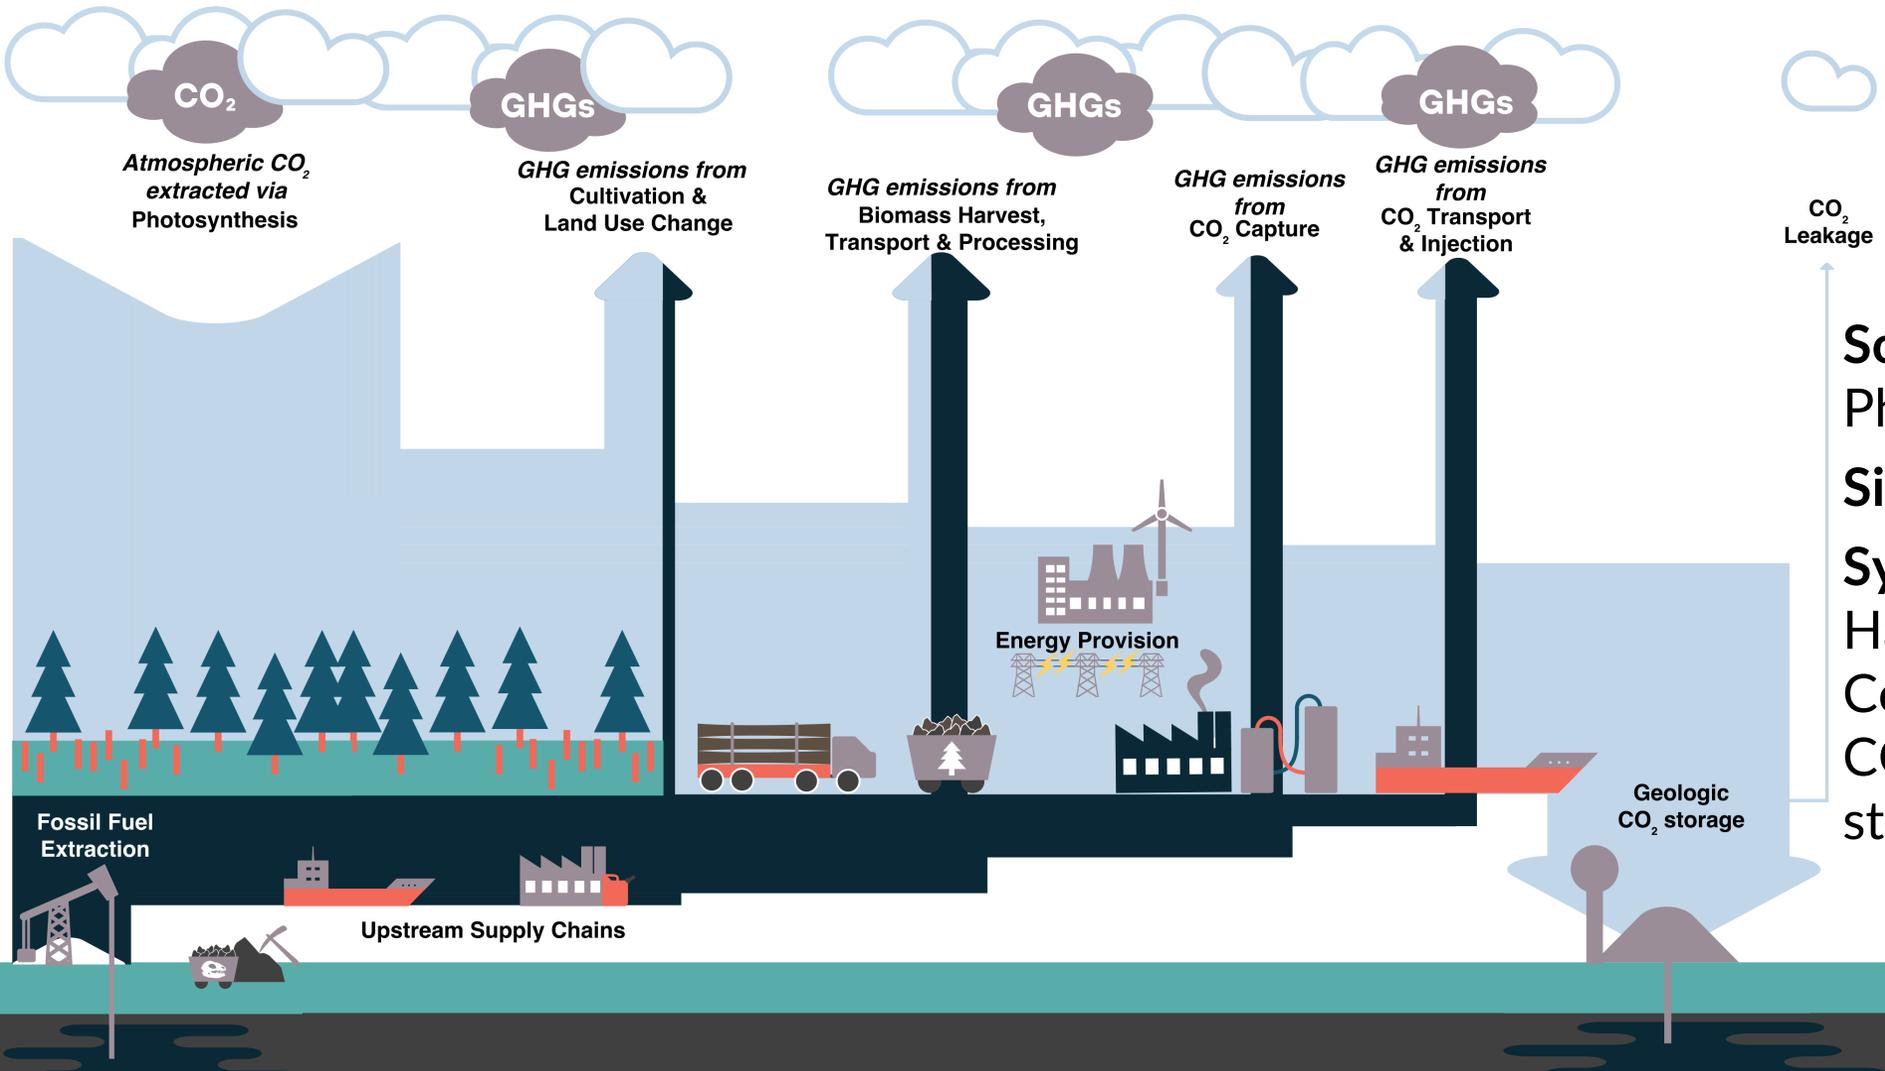 CO₂
GHGs
GHGs
GHGs
Atmospheric CO₂
extracted via
Photosynthesis
GHG emissions from
Cultivation &
Land Use Change
GHG emissions from
Biomass Harvest,
Transport & Processing
GHG emissions
from
CO₂ Capture
GHG emissions
from
CO₂ Transport
& Injection
CO₂
Leakage
Energy Provision
Geologic
CO₂ storage
Fossil Fuel
Extraction
Upstream Supply Chains